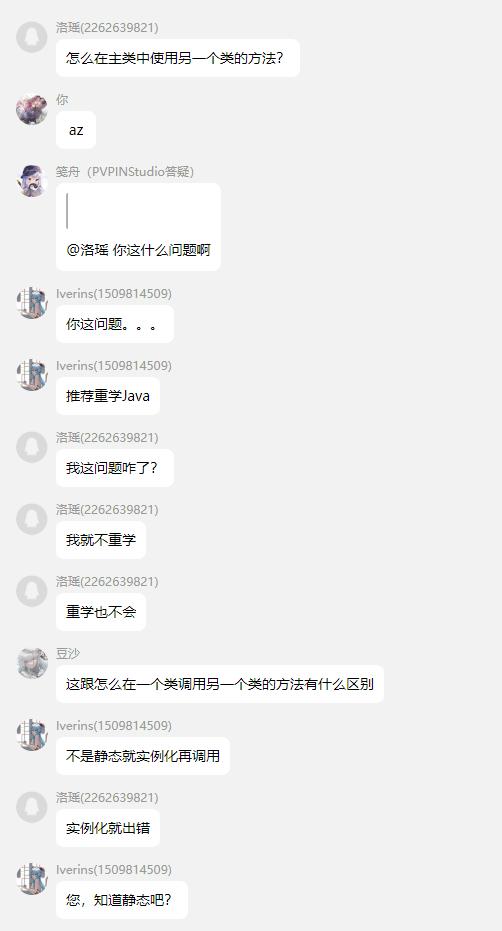 洛瑶(2262639821)
怎么在主类中使用另一个类的方法？
你
az
笺舟（PVPINStudio答疑）
@洛瑶 你这什么问题啊
Iverins(1509814509)
你这问题。。。
Iverins(1509814509)
推荐重学Java
洛瑶(2262639821)
我这问题咋了？
洛瑶(2262639821)
我就不重学
洛瑶(2262639821)
重学也不会
豆沙
这跟怎么在一个类调用另一个类的方法有什么区别
Iverins(1509814509)
不是静态就实例化再调用
洛瑶(2262639821)
实例化就出错
Iverins(1509814509)
您，知道静态吧？